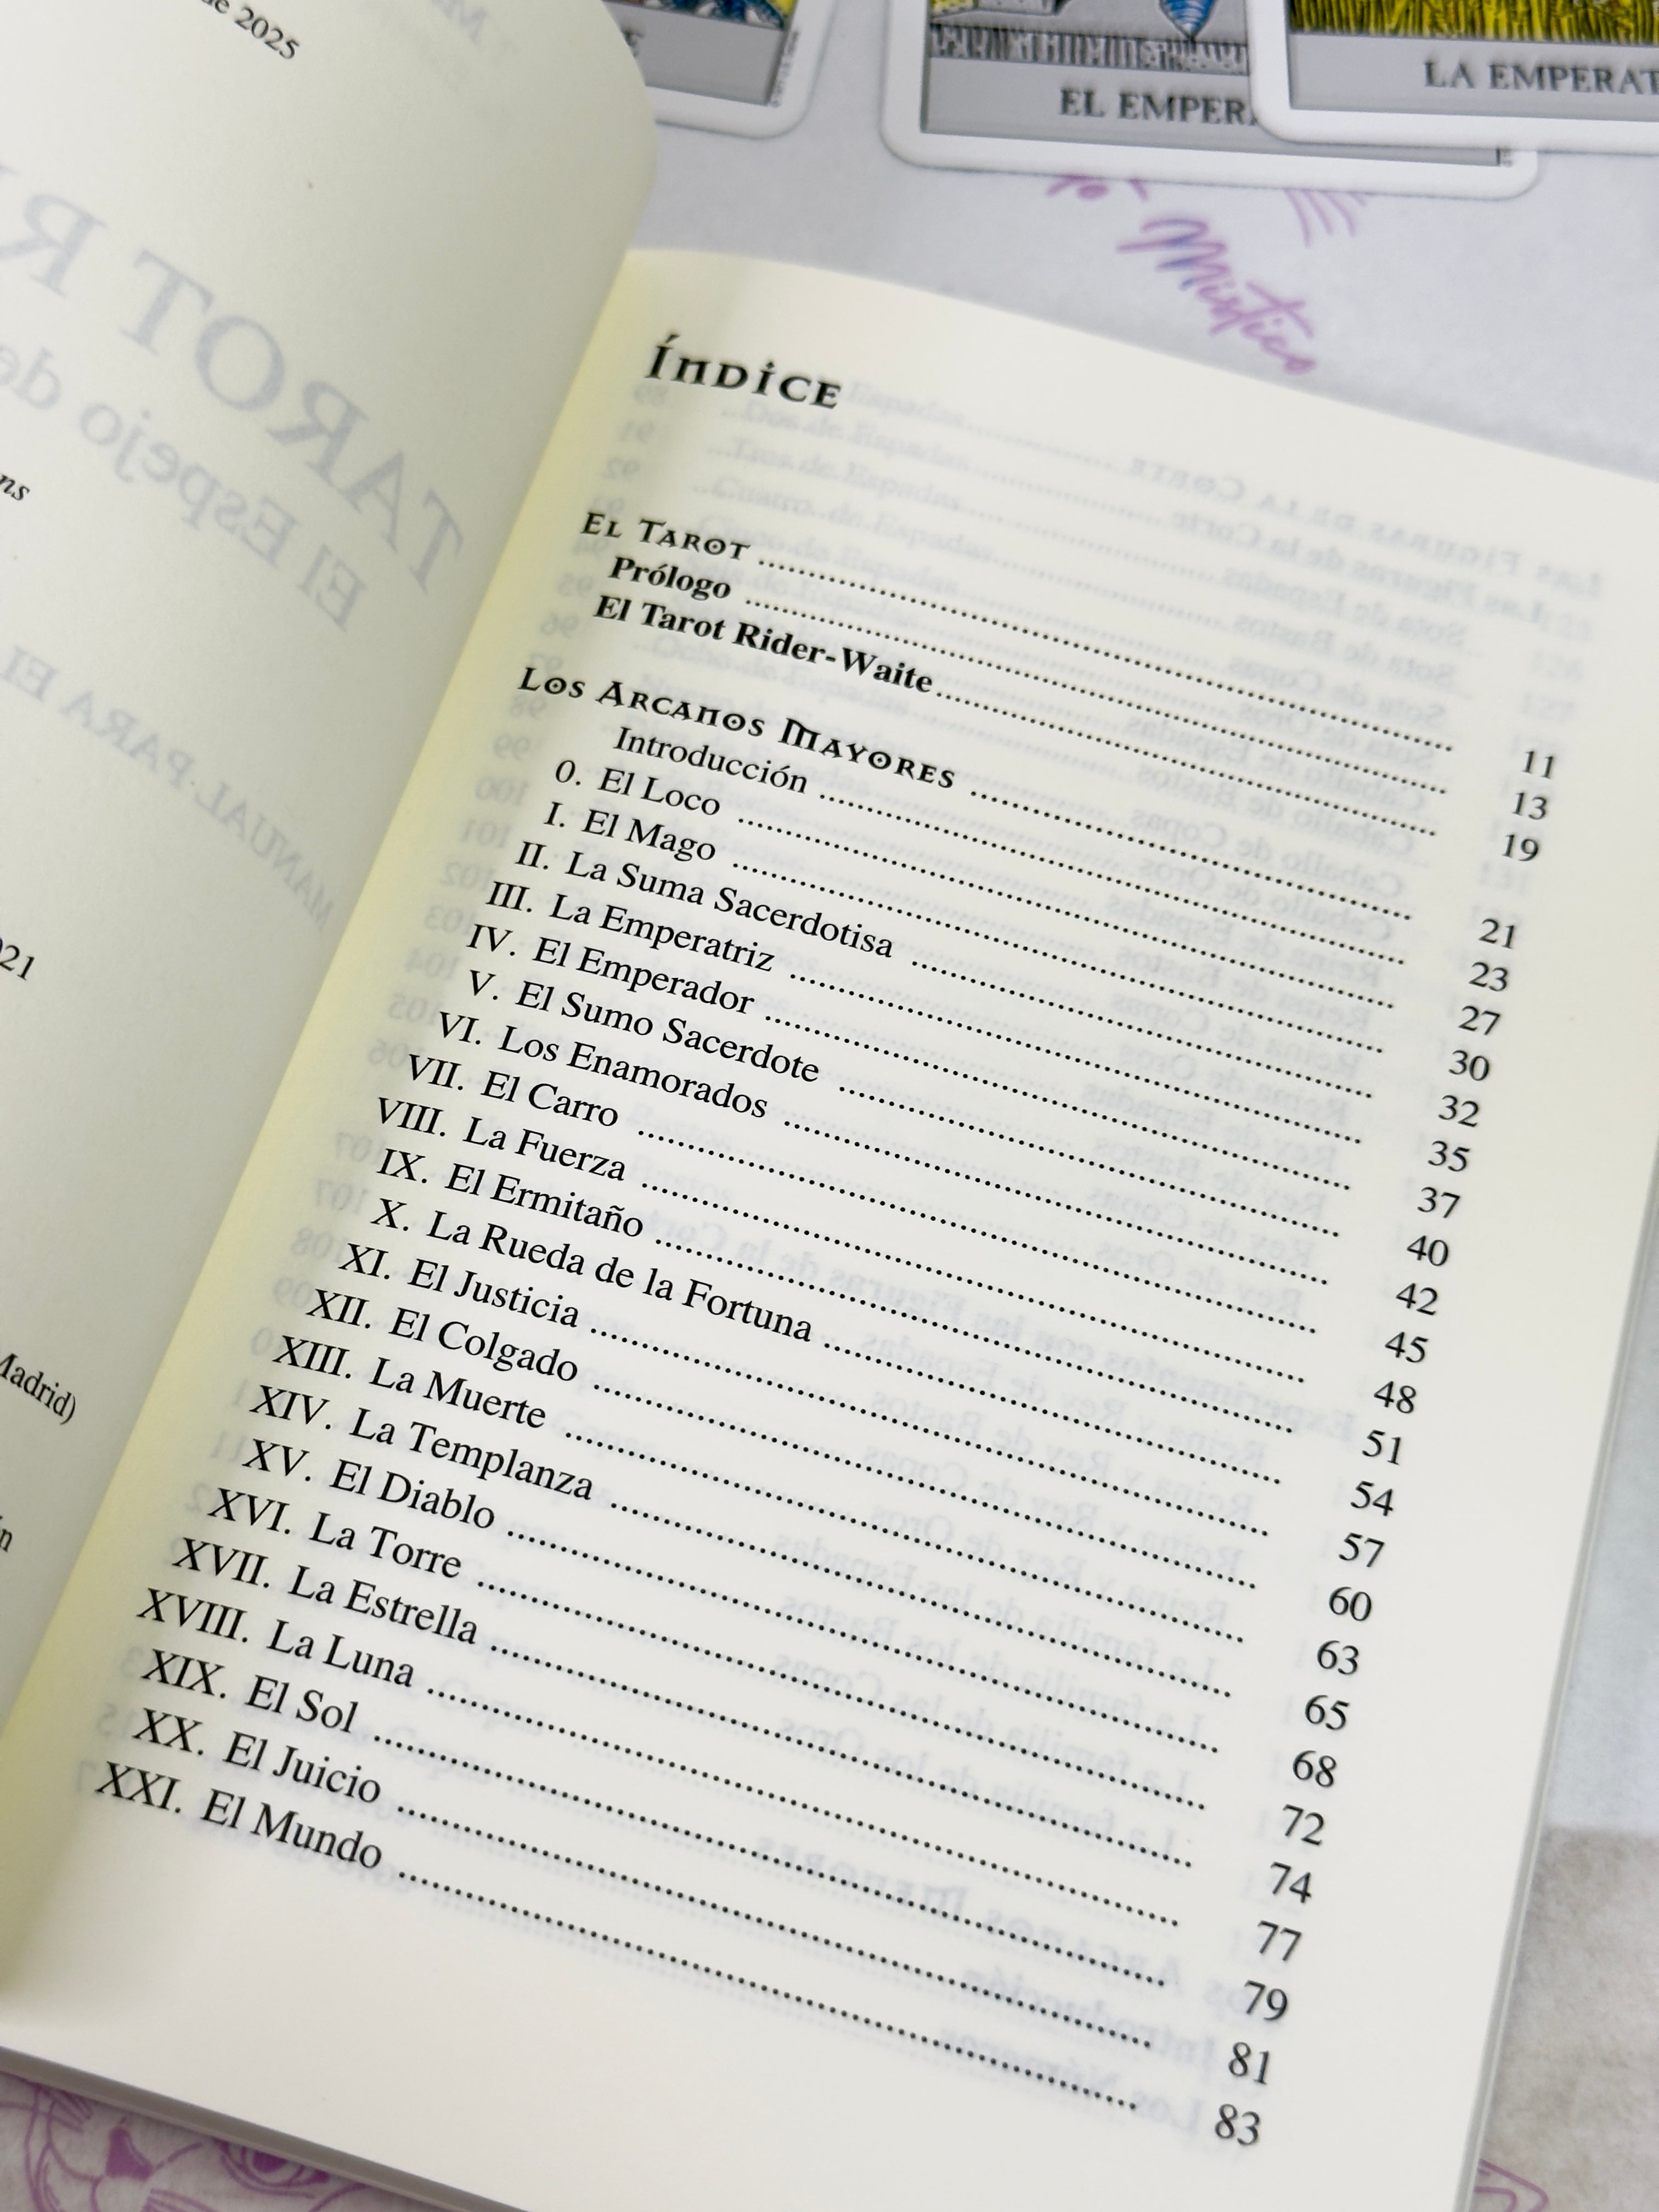 2025
EL EMPER
LA EMPERAT
Místico
ns
21
Madrid)
ÍNDICE
EL TAROT ........ 11
Prólogo ........ 13
El Tarot Rider-Waite ........ 19
LOS ARCANOS MAYORES ........ 21
Introducción ........ 23
0. El Loco ........ 27
I. El Mago ........ 30
II. La Suma Sacerdotisa ........ 32
III. La Emperatriz ........ 35
IV. El Emperador ........ 37
V. El Sumo Sacerdote ........ 40
VI. Los Enamorados ........ 42
VII. El Carro ........ 45
VIII. La Fuerza ........ 48
IX. El Ermitaño ........ 51
X. La Rueda de la Fortuna ........ 54
XI. El Justicia ........ 57
XII. El Colgado ........ 60
XIII. La Muerte ........ 63
XIV. La Templanza ........ 65
XV. El Diablo ........ 68
XVI. La Torre ........ 72
XVII. La Estrella ........ 74
XVIII. La Luna ........ 77
XIX. El Sol ........ 79
XX. El Juicio ........ 81
XXI. El Mundo ........ 83